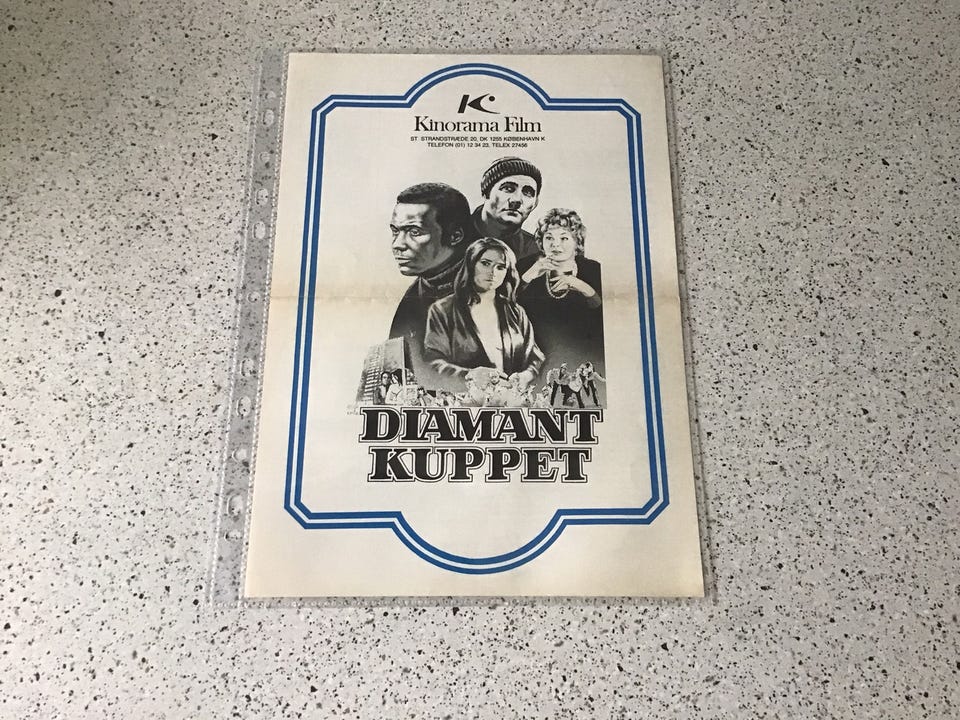 Kinorama Film
ST. STRANDSTRÆDE 20, DK 1255 KØBENHAVN K
TELEFON (01) 12 34 23, TELEX 27456
DIAMANT
KUPPET